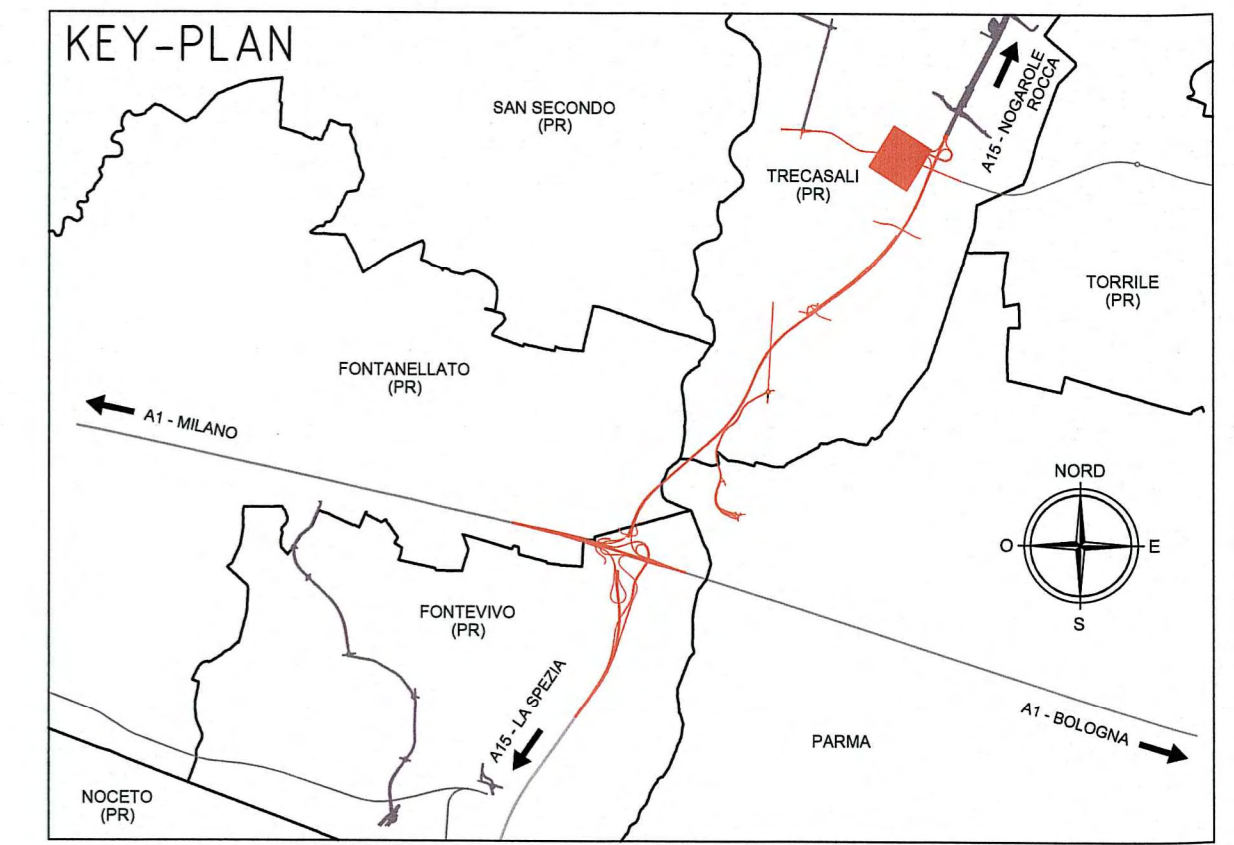 KEY-PLAN
SAN SECONDO
(PR)
A15 - NOGAROLE
ROCCA
TRECASALI
(PR)
TORRILE
(PR)
FONTANELLATO
(PR)
A1 - MILANO
NORD
O
E
S
FONTEVIVO
(PR)
A15 - LA SPEZIA
A1 - BOLOGNA
PARMA
NOCETO
(PR)